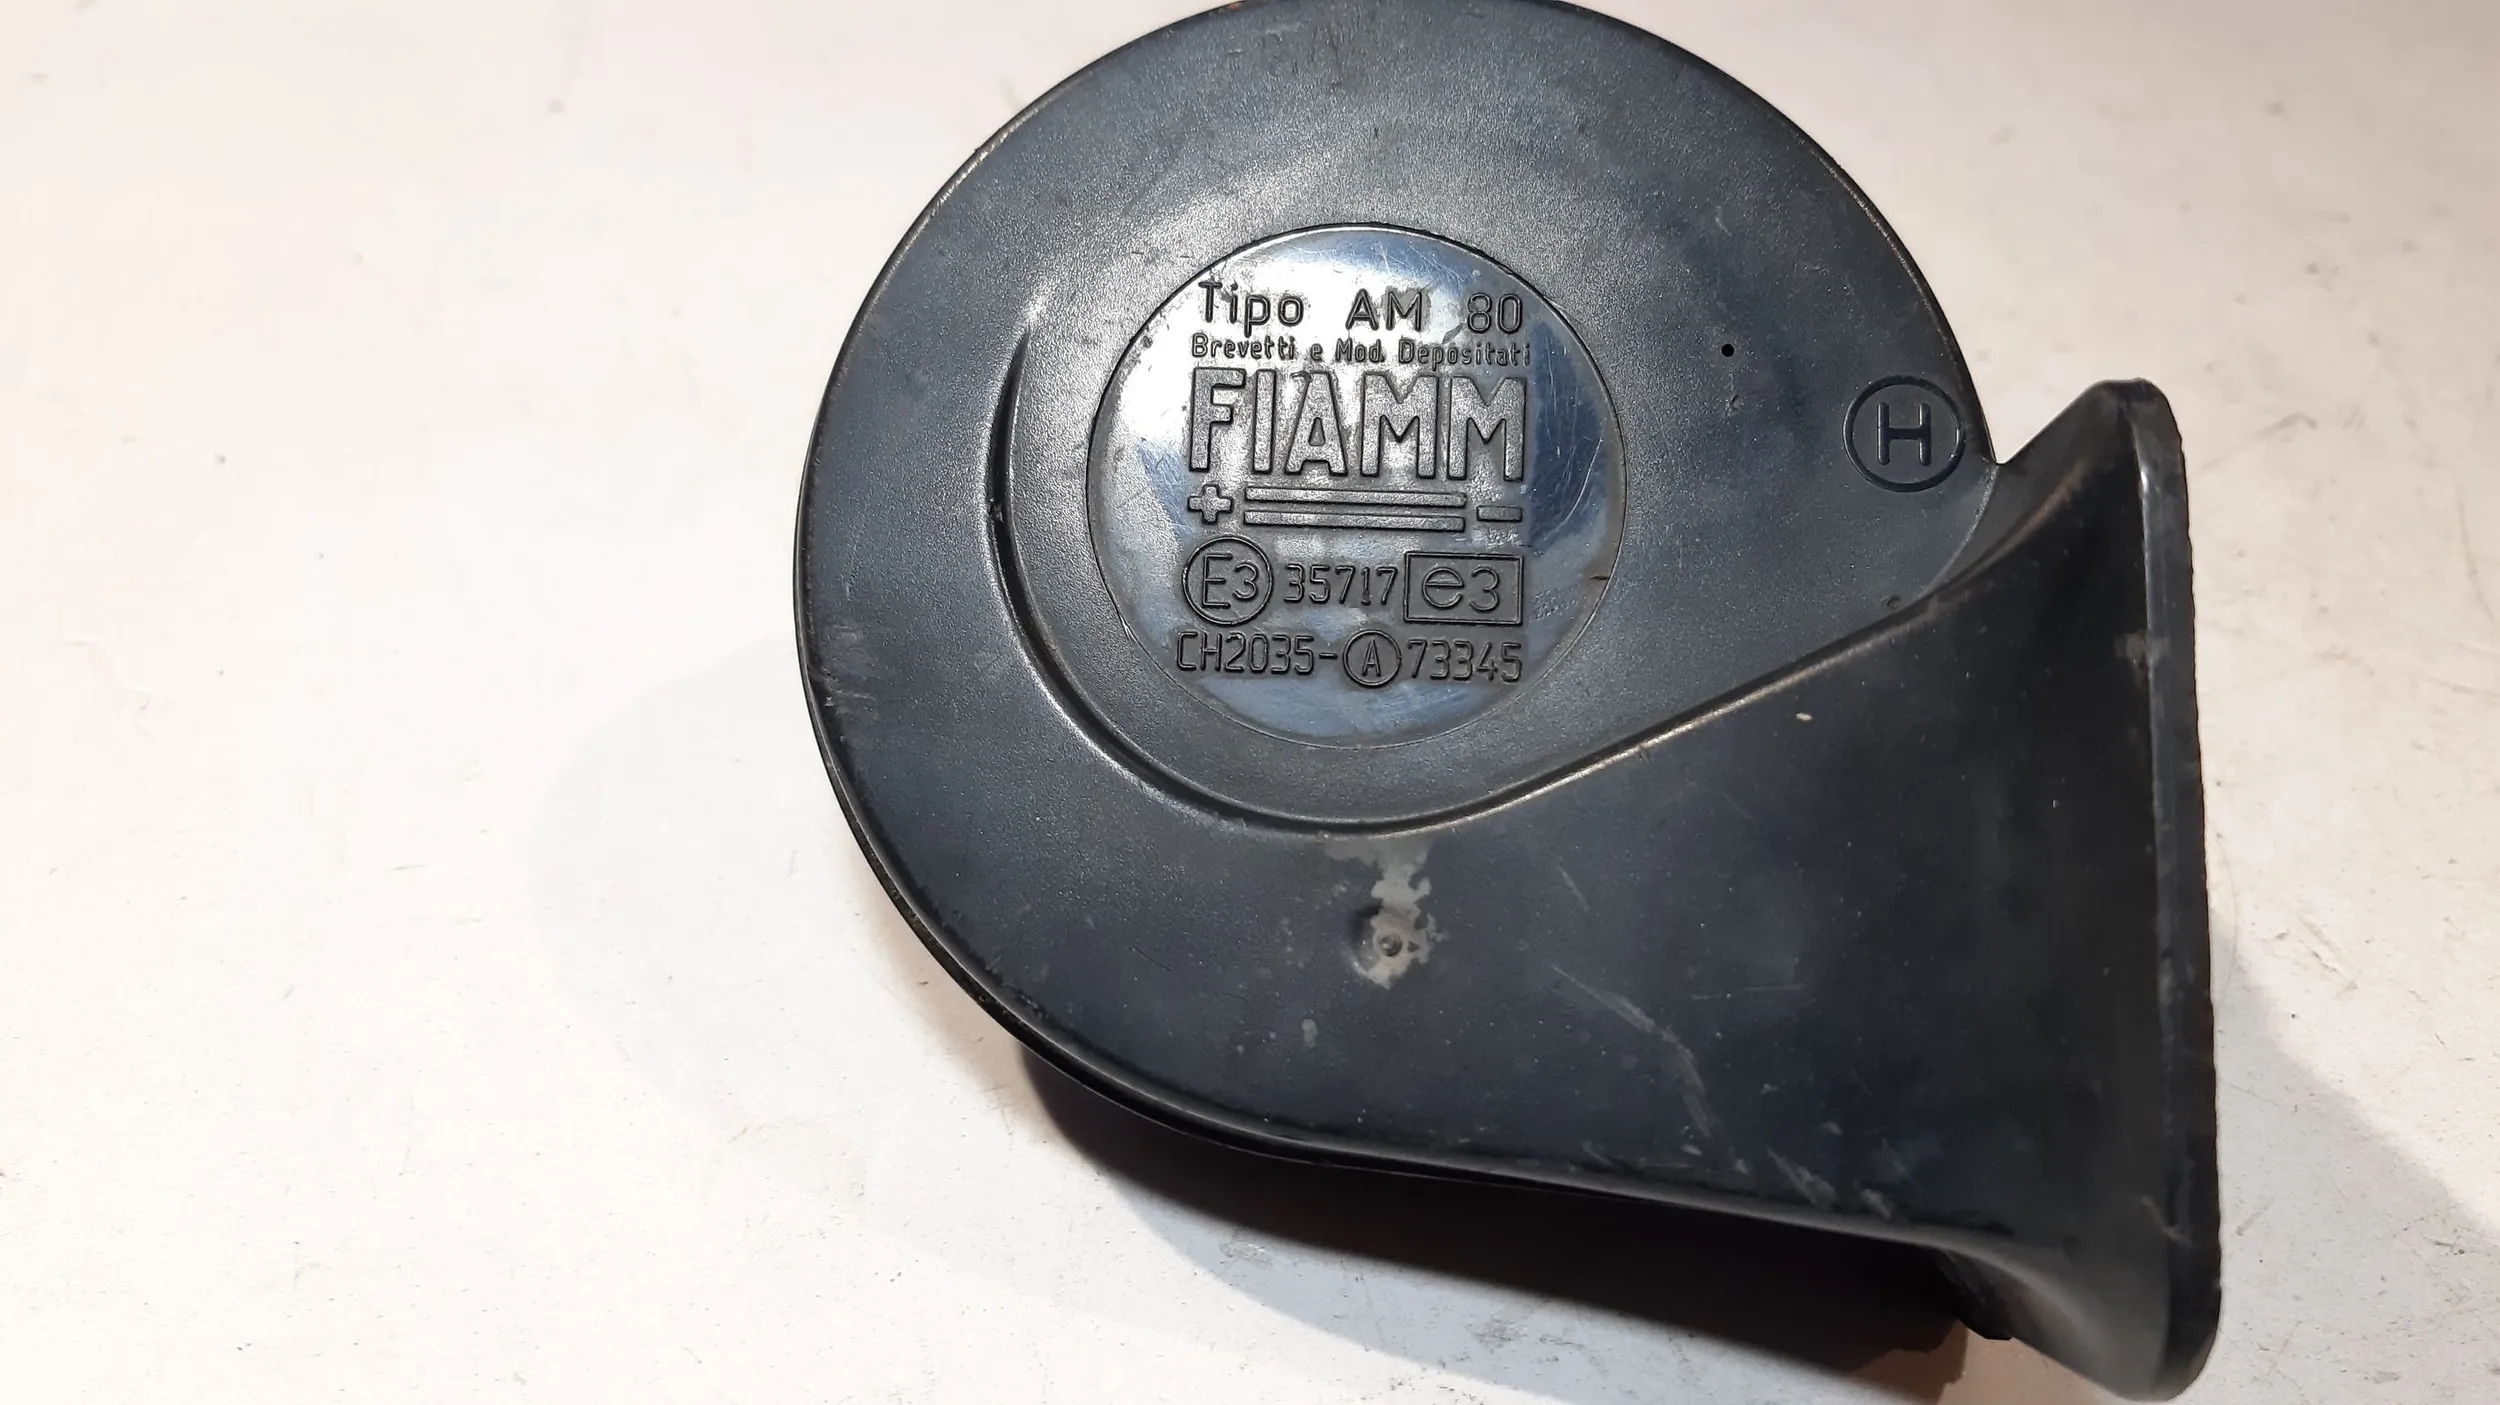 Tipo AM 80
Brevetti e Mod. Depositati
FIAMM
+ -
E3 35717 e3
CH2035-A 73345
H